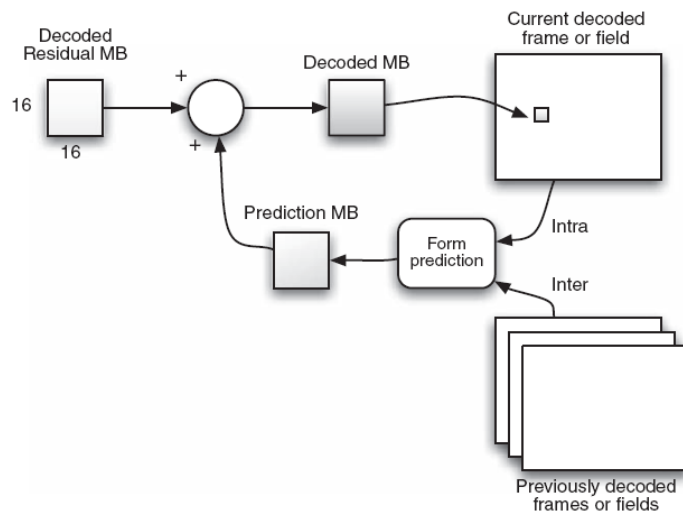 Decoded
Residual MB
16
16
+
+
Decoded MB
Current decoded
frame or field
Prediction MB
Form
prediction
Intra
Inter
Previously decoded
frames or fields